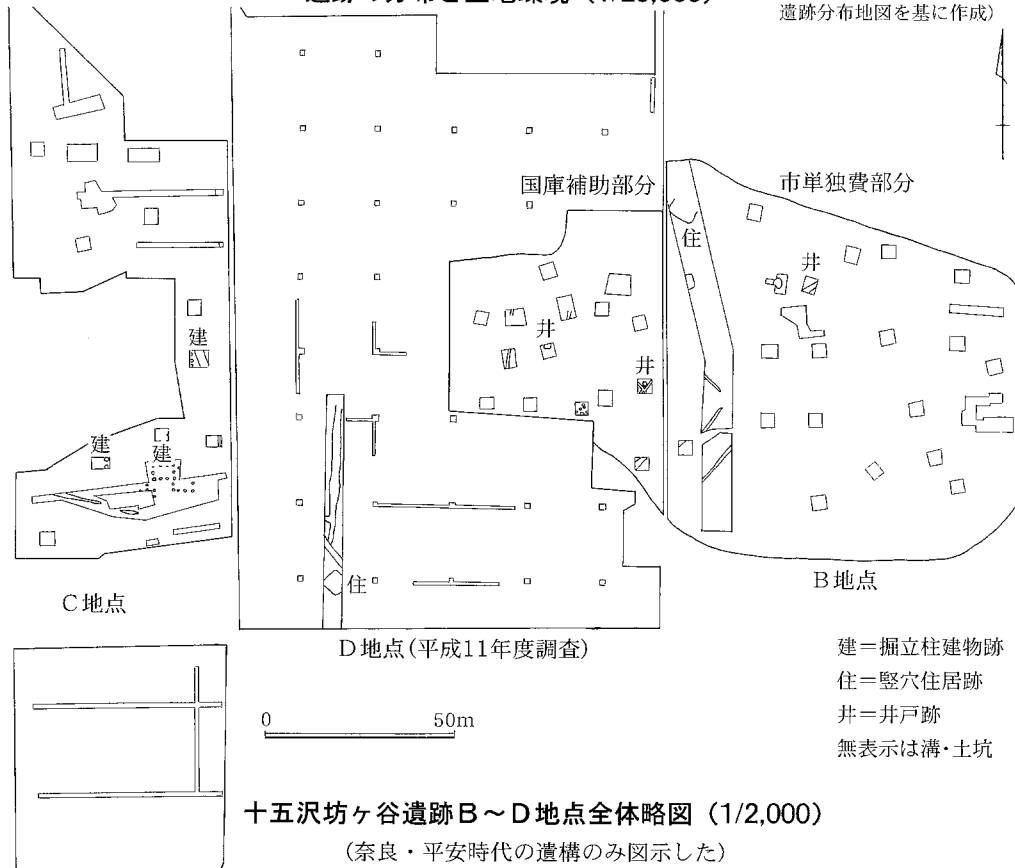 遺跡分布地図を基に作成)
国庫補助部分
市単独費部分
住
井
建
井
井
建
建
住
B地点
C地点
D地点(平成11年度調査)
建=掘立柱建物跡
住=竪穴住居跡
井=井戸跡
無表示は溝・土坑
0 50m
十五沢坊ヶ谷遺跡B～D地点全体略図 (1/2,000)
(奈良・平安時代の遺構のみ図示した)